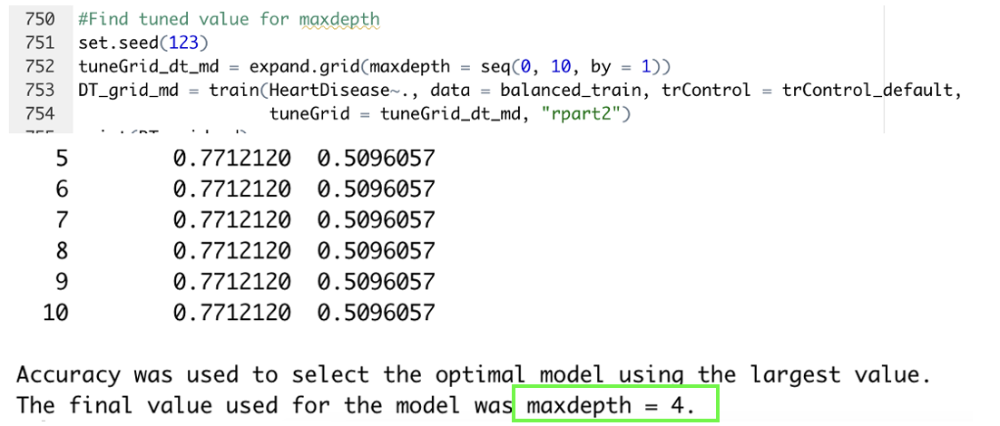 750 #Find tuned value for maxdepth
751 set.seed(123)
752 tuneGrid_dt_md = expand.grid(maxdepth = seq(0, 10, by = 1))
753 DT_grid_md = train(HeartDisease~., data = balanced_train, trControl = trControl_default,
754 tuneGrid = tuneGrid_dt_md, "rpart2")
5 0.7712120 0.5096057
6 0.7712120 0.5096057
7 0.7712120 0.5096057
8 0.7712120 0.5096057
9 0.7712120 0.5096057
10 0.7712120 0.5096057
Accuracy was used to select the optimal model using the largest value.
The final value used for the model was maxdepth = 4.